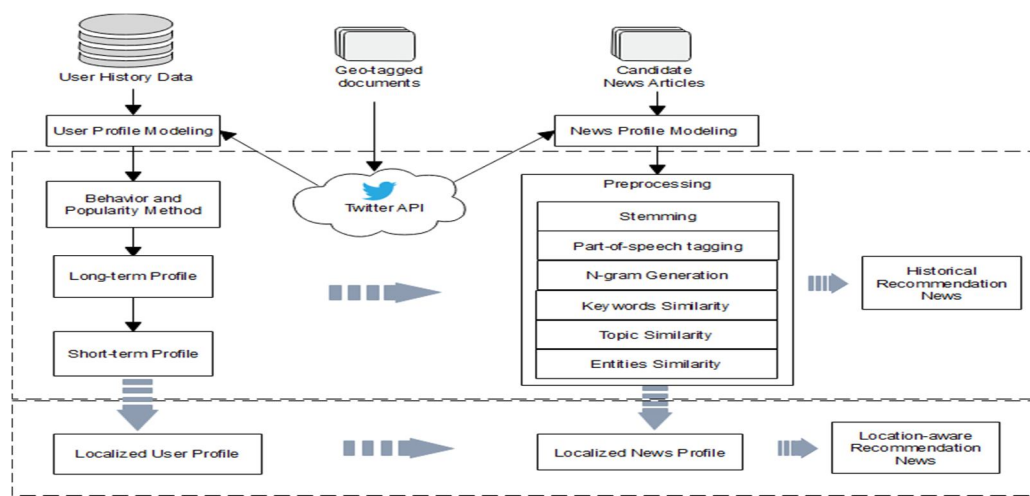 User History Data
Geo-tagged
documents
Candidate
News Articles
User Profile Modeling
News Profile Modeling
Behavior and
Popularity Method
Twitter API
Preprocessing
Stemming
Part-of-speech tagging
N-gram Generation
Keywords Similarity
Topic Similarity
Entities Similarity
Long-term Profile
Short-term Profile
Historical
Recommendation
News
Localized User Profile
Localized News Profile
Location-aware
Recommendation
News